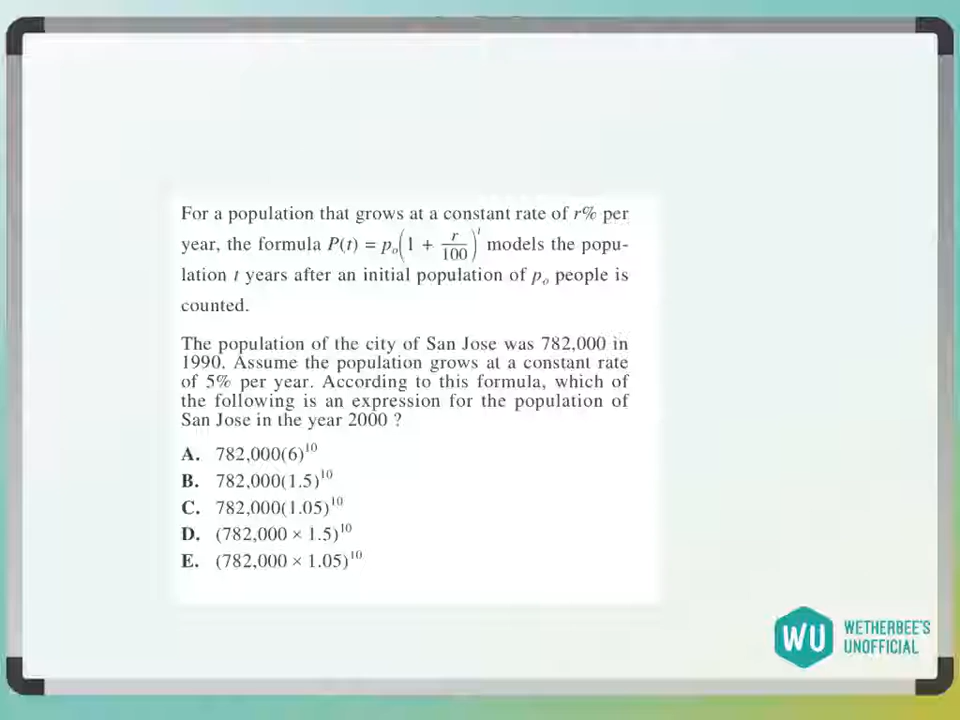 For a population that grows at a constant rate of r% per
year, the formula P(t) = pₒ(1 + r/100)ᵗ models the popu-
lation t years after an initial population of pₒ people is
counted.
The population of the city of San Jose was 782,000 in
1990. Assume the population grows at a constant rate
of 5% per year. According to this formula, which of
the following is an expression for the population of
San Jose in the year 2000 ?
A. 782,000(6)¹⁰
B. 782,000(1.5)¹⁰
C. 782,000(1.05)¹⁰
D. (782,000 × 1.5)¹⁰
E. (782,000 × 1.05)¹⁰
WU
WETHERBEE'S
UNOFFICIAL